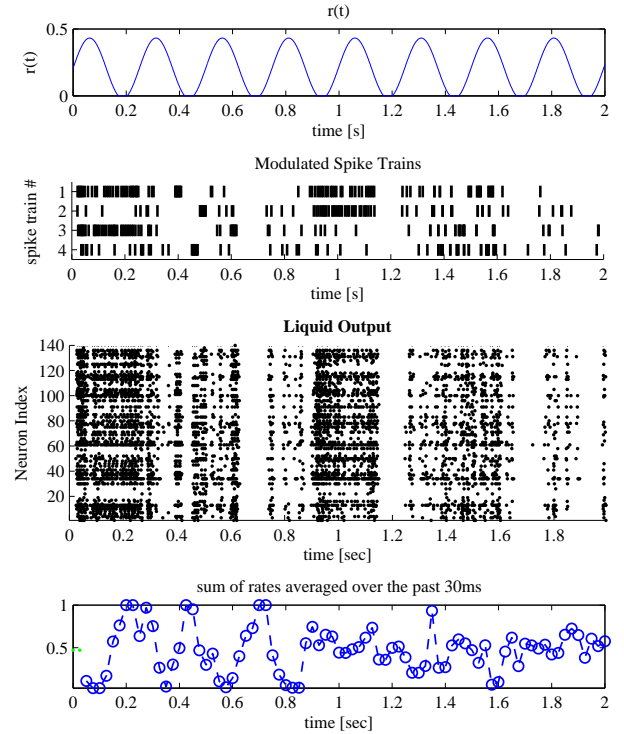 r(t)
0.5
r(t)
0
0 0.2 0.4 0.6 0.8 1 1.2 1.4 1.6 1.8 2
time [s]
Modulated Spike Trains
spike train #
1
2
3
4
0 0.2 0.4 0.6 0.8 1 1.2 1.4 1.6 1.8 2
time [s]
Liquid Output
Neuron Index
140
120
100
80
60
40
20
0 0.2 0.4 0.6 0.8 1 1.2 1.4 1.6 1.8
time [sec]
sum of rates averaged over the past 30ms
1
0.5
0 0.2 0.4 0.6 0.8 1 1.2 1.4 1.6 1.8 2
time [sec]